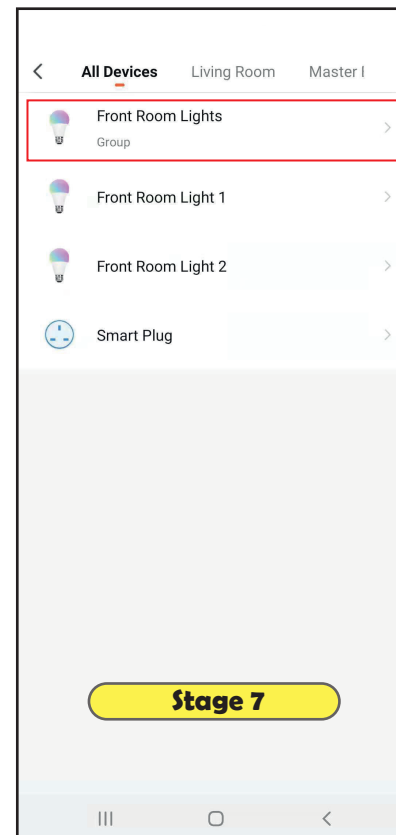 All Devices Living Room Master I
Front Room Lights
Group
Front Room Light 1
Front Room Light 2
Smart Plug
Stage 7